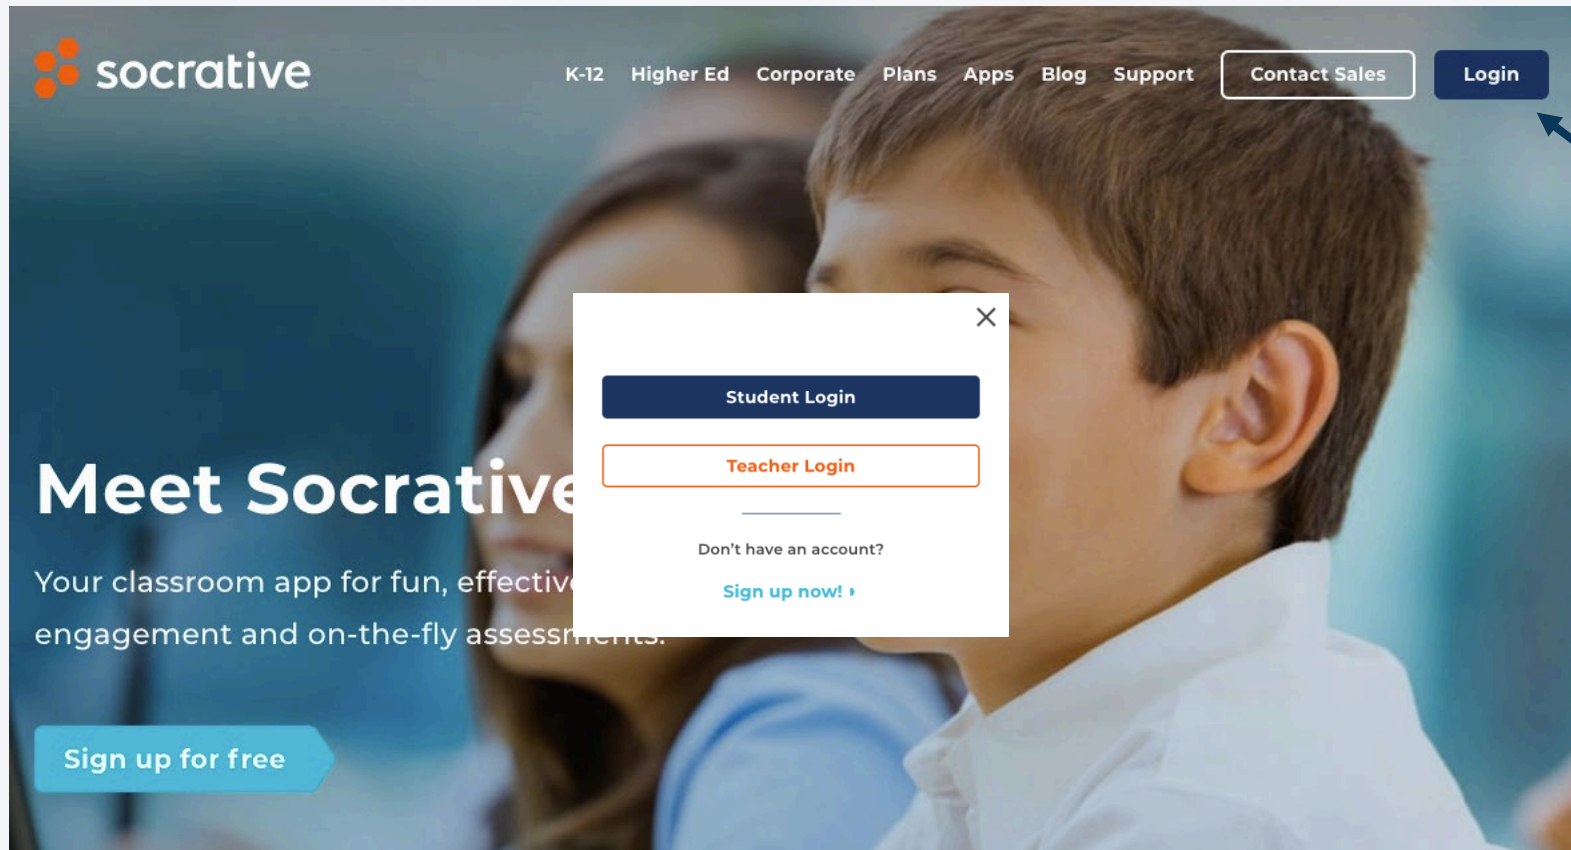 socrative
K-12 Higher Ed Corporate Plans Apps Blog Support Contact Sales Login
Student Login
Teacher Login
Don't have an account?
Sign up now!
Meet Socrative
Your classroom app for fun, effective
engagement and on-the-fly assessments.
Sign up for free